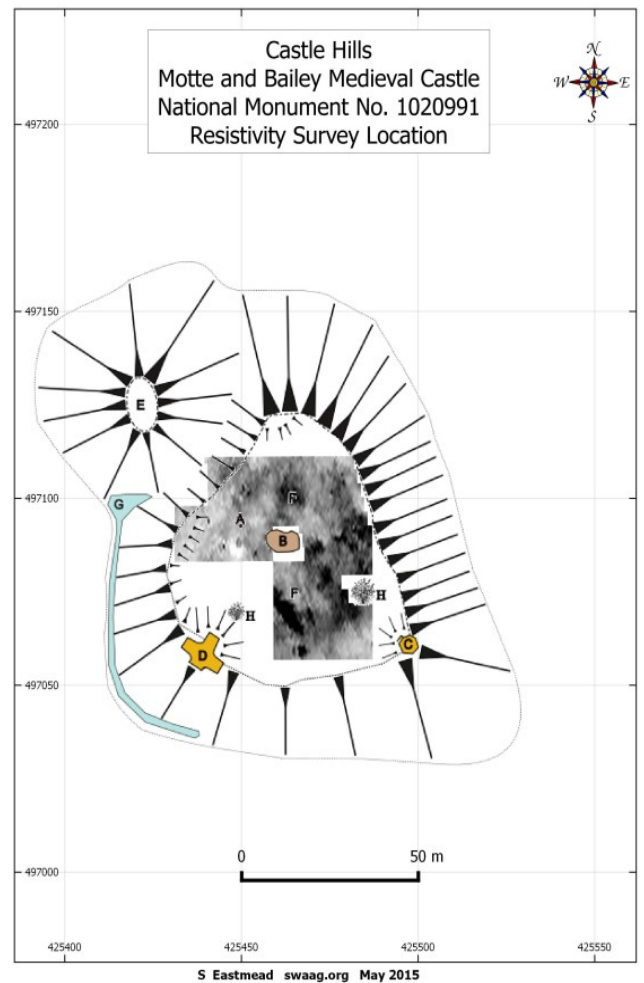 Castle Hills
Motte and Bailey Medieval Castle
National Monument No. 1020991
Resistivity Survey Location
N
W E
S
497200
497150
E
F
497100
G
A
B
F
H
H
C
D
497050
0 50 m
497000
425400 425450 425500 425550
S Eastmead swaag.org May 2015